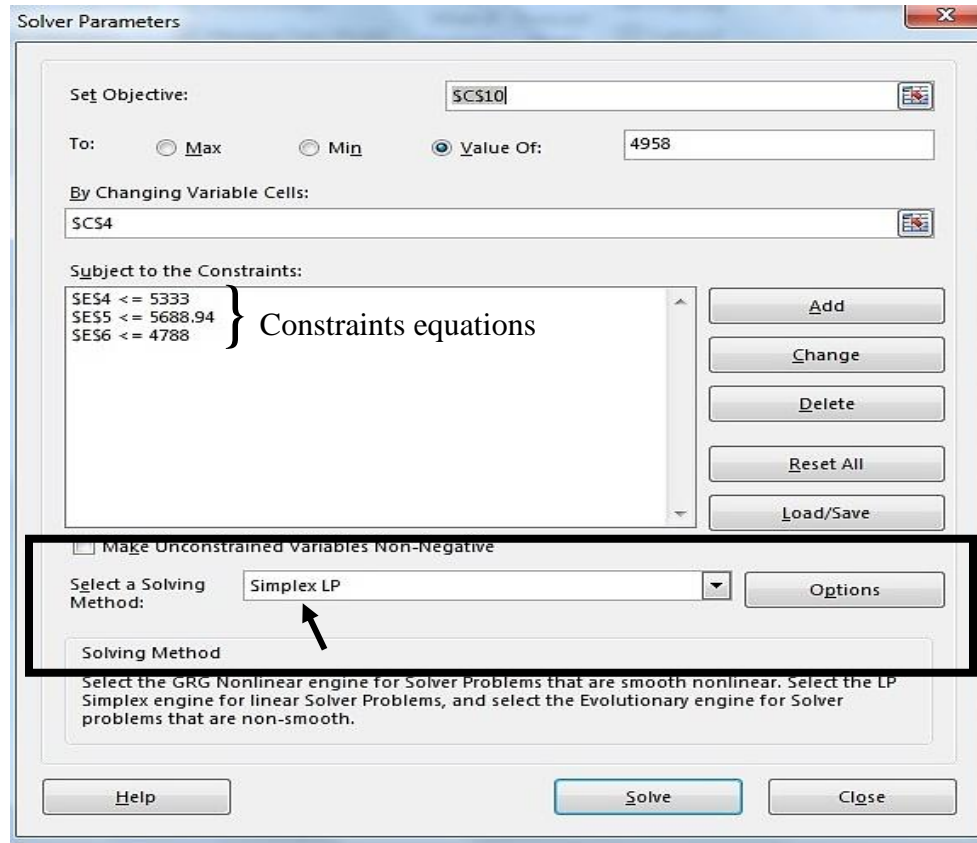 Solver Parameters
x
Set Objective:
$C$10
To:
Max
Min
Value Of:
4958
By Changing Variable Cells:
$C$4
Subject to the Constraints:
$E$4 <= 5333
$E$5 <= 5688.94
$E$6 <= 4788
} Constraints equations
Add
Change
Delete
Reset All
Load/Save
Make Unconstrained Variables Non-Negative
Select a Solving
Method:
Simplex LP
Options
Solving Method
Select the GRG Nonlinear engine for Solver Problems that are smooth nonlinear. Select the LP
Simplex engine for linear Solver Problems, and select the Evolutionary engine for Solver
problems that are non-smooth.
Help
Solve
Close